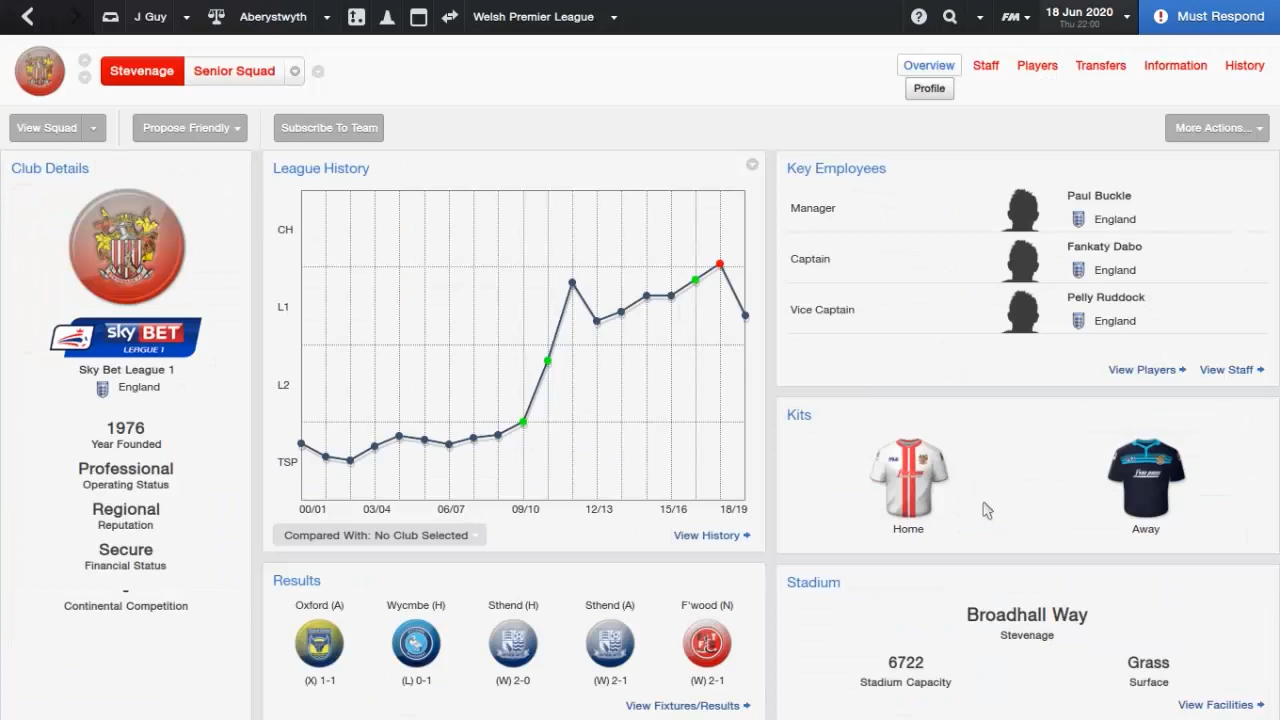 J Guy
Aberystwyth
Welsh Premier League
FM
18 Jun 2020
Thu 22:00
Must Respond
Stevenage
Senior Squad
Overview
Staff
Players
Transfers
Information
History
Profile
View Squad
Propose Friendly
Subscribe To Team
More Actions...
Club Details
sky BET
LEAGUE 1
Sky Bet League 1
England
1976
Year Founded
Professional
Operating Status
Regional
Reputation
Secure
Financial Status
-
Continental Competition
League History
CH
L1
L2
TSP
00/01 03/04 06/07 09/10 12/13 15/16 18/19
Compared With: No Club Selected
View History
Results
Oxford (A) Wycmbe (H) Sthend (H) Sthend (A) F'wood (N)
(X) 1-1 (L) 0-1 (W) 2-0 (W) 2-1 (W) 2-1
View Fixtures/Results
Key Employees
Manager
Paul Buckle
England
Captain
Fankaty Dabo
England
Vice Captain
Pelly Ruddock
England
View Players
View Staff
Kits
Home
Away
Stadium
Broadhall Way
Stevenage
6722
Stadium Capacity
Grass
Surface
View Facilities